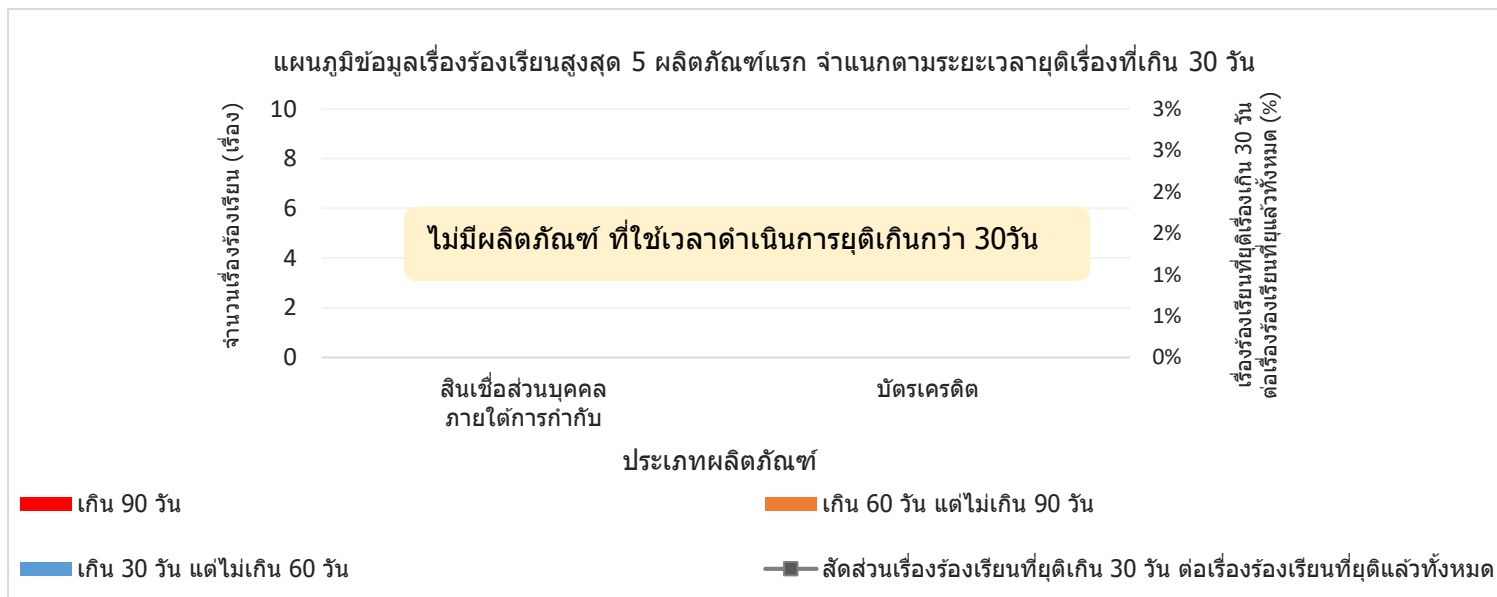 แผนภูมิข้อมูลเรื่องร้องเรียนสูงสุด 5 ผลิตภัณฑ์แรก จำแนกตามระยะเวลายุติเรื่องที่เกิน 30 วัน
จำนวนเรื่องร้องเรียน (เรื่อง)
10
8
6
4
2
0
ไม่มีผลิตภัณฑ์ ที่ใช้เวลาดำเนินการยุติเกินกว่า 30วัน
3%
3%
2%
2%
1%
1%
0%
เรื่องร้องเรียนที่ยุติเรื่องเกิน 30 วัน
ต่อเรื่องร้องเรียนที่ยุแล้วทั้งหมด (%)
สินเชื่อส่วนบุคคล
ภายใต้การกำกับ
บัตรเครดิต
ประเภทผลิตภัณฑ์
เกิน 90 วัน
เกิน 60 วัน แต่ไม่เกิน 90 วัน
เกิน 30 วัน แต่ไม่เกิน 60 วัน
สัดส่วนเรื่องร้องเรียนที่ยุติเกิน 30 วัน ต่อเรื่องร้องเรียนที่ยุติแล้วทั้งหมด